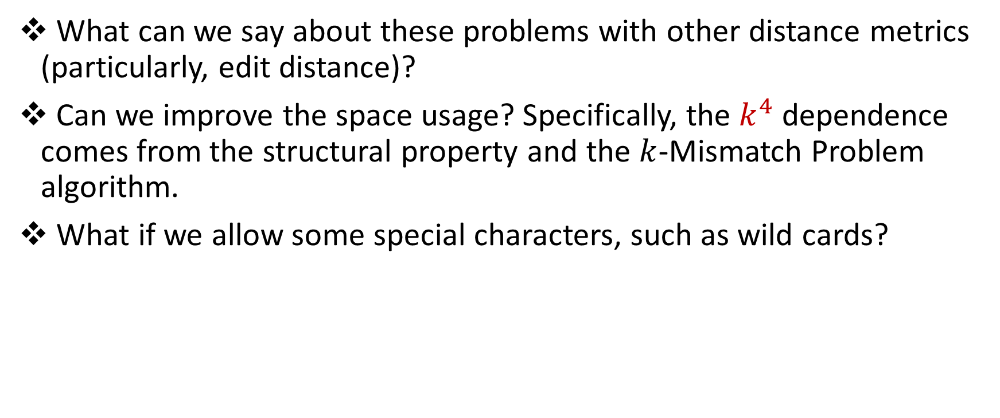 ❖ What can we say about these problems with other distance metrics
(particularly, edit distance)?
❖ Can we improve the space usage? Specifically, the k⁴ dependence
comes from the structural property and the k-Mismatch Problem
algorithm.
❖ What if we allow some special characters, such as wild cards?